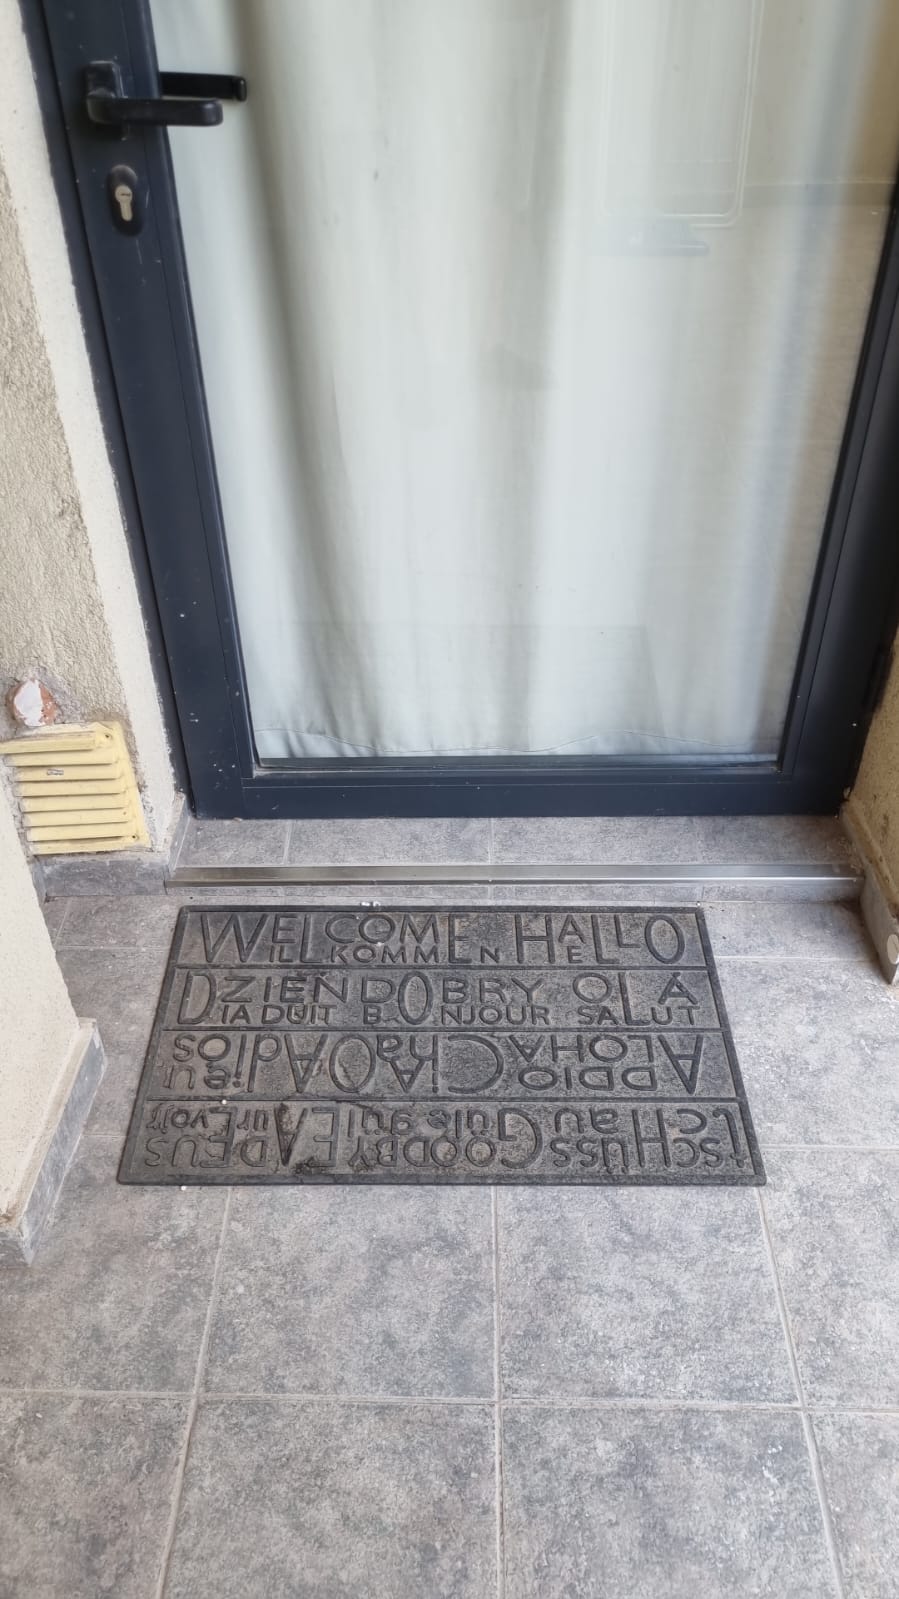 WELCOME HALLO
WILLKOMMEN HELLO
DZIEŃ DOBRY OLÁ
DIA DUIT BONJOUR SALUT
AdiEu CiAO ADDIO ALOHA
Adios
GOODBYE TSCHÜSS
ADEUS Au rEvoir TCHau